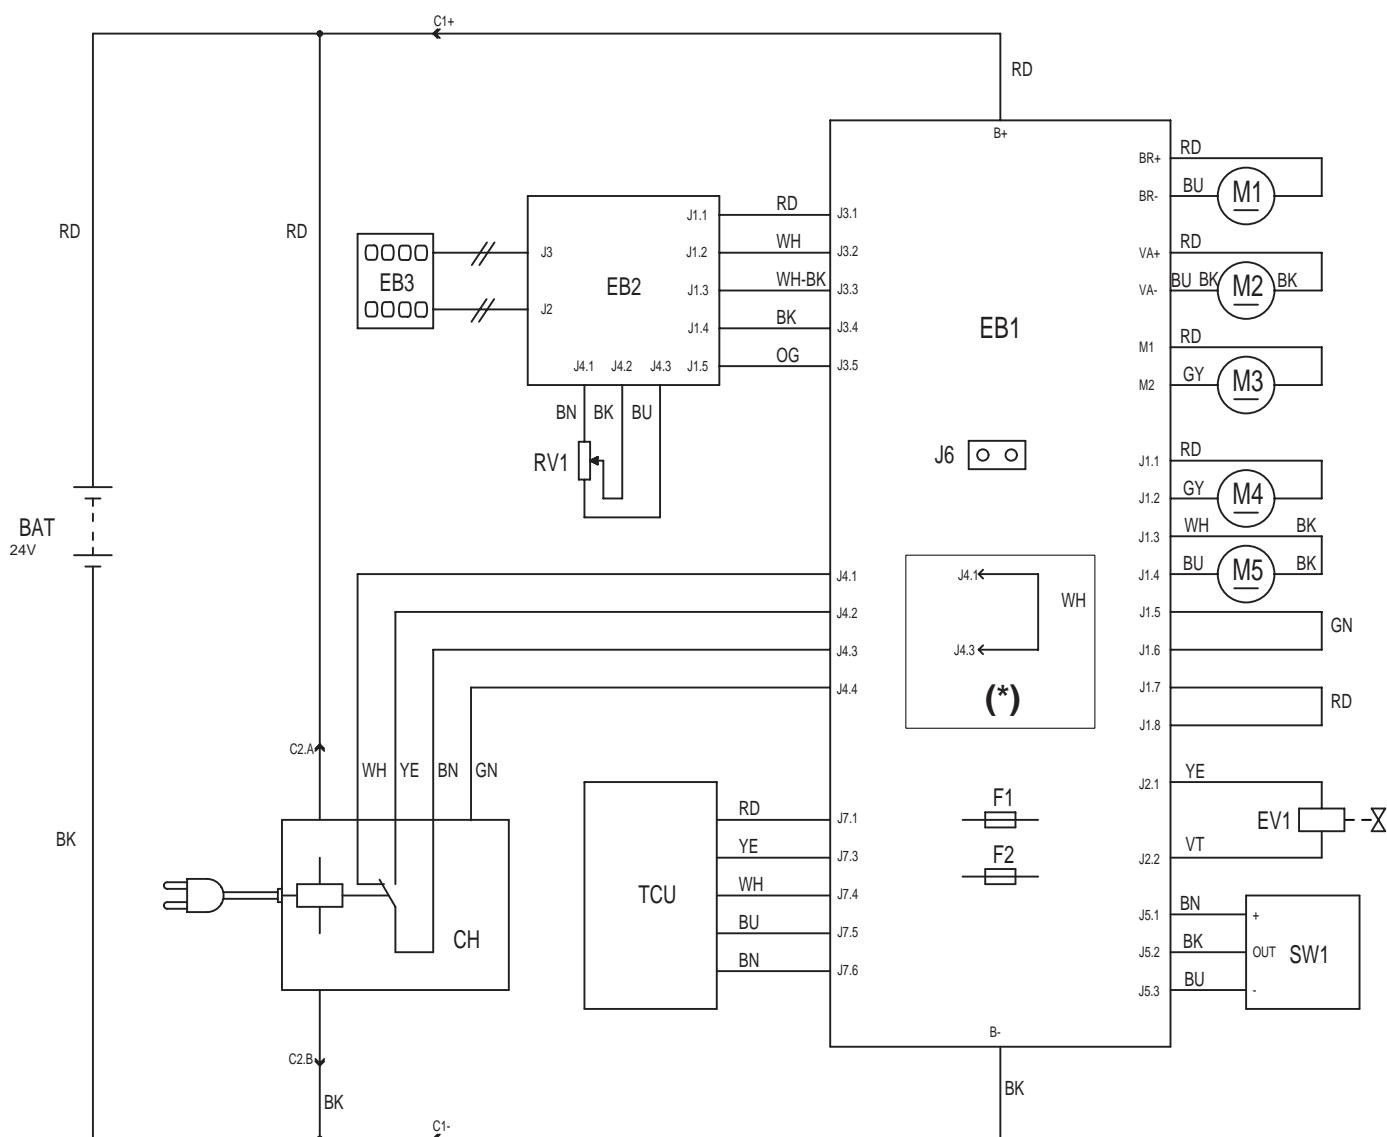 C1+
RD
B+
BR+ RD
BR- BU M1
RD RD
J1.1 RD J3.1
J1.2 WH J3.2
VA+ RD
J3
EB3
EB2
J1.3 WH-BK J3.3
VA- BU BK M2 BK
J2
J1.4 BK J3.4
EB1
M1 RD
J4.1 J4.2 J4.3 J1.5 OG J3.5
M2 GY M3
BN BK BU
RV1
J6
J1.1 RD
J1.2 GY M4
BAT
24V
J1.3 WH BK
J4.1 J4.1
J1.4 BU M5 BK
J4.2
WH
J1.5
GN
J4.3 J4.3
J1.6
J4.4
(*)
J1.7
RD
J1.8
C2.A
WH YE BN GN
J2.1 YE
F1
EV1
RD J7.1
BK
YE J7.3
F2
J2.2 VT
TCU
WH J7.4
J5.1 BN +
BU J7.5
CH
J5.2 BK OUT SW1
BN J7.6
J5.3 BU -
B-
C2.B
BK
BK
C1-